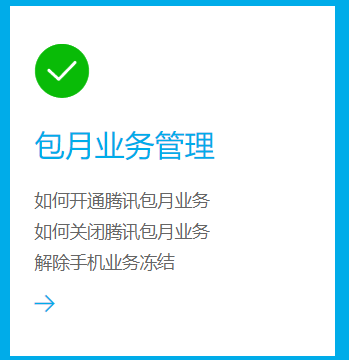 包月业务管理
如何开通腾讯包月业务
如何关闭腾讯包月业务
解除手机业务冻结